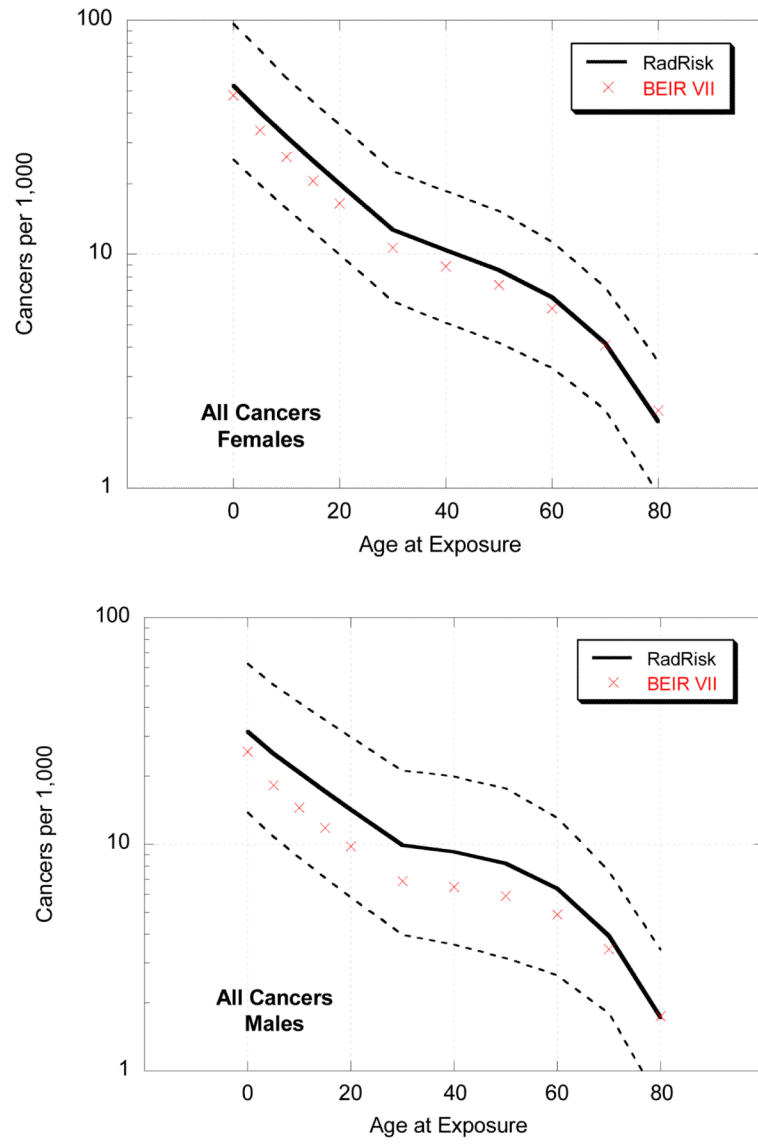 100
RadRisk
BEIR VII
Cancers per 1,000
10
All Cancers
Females
1
0 20 40 60 80
Age at Exposure
100
RadRisk
BEIR VII
Cancers per 1,000
10
All Cancers
Males
1
0 20 40 60 80
Age at Exposure